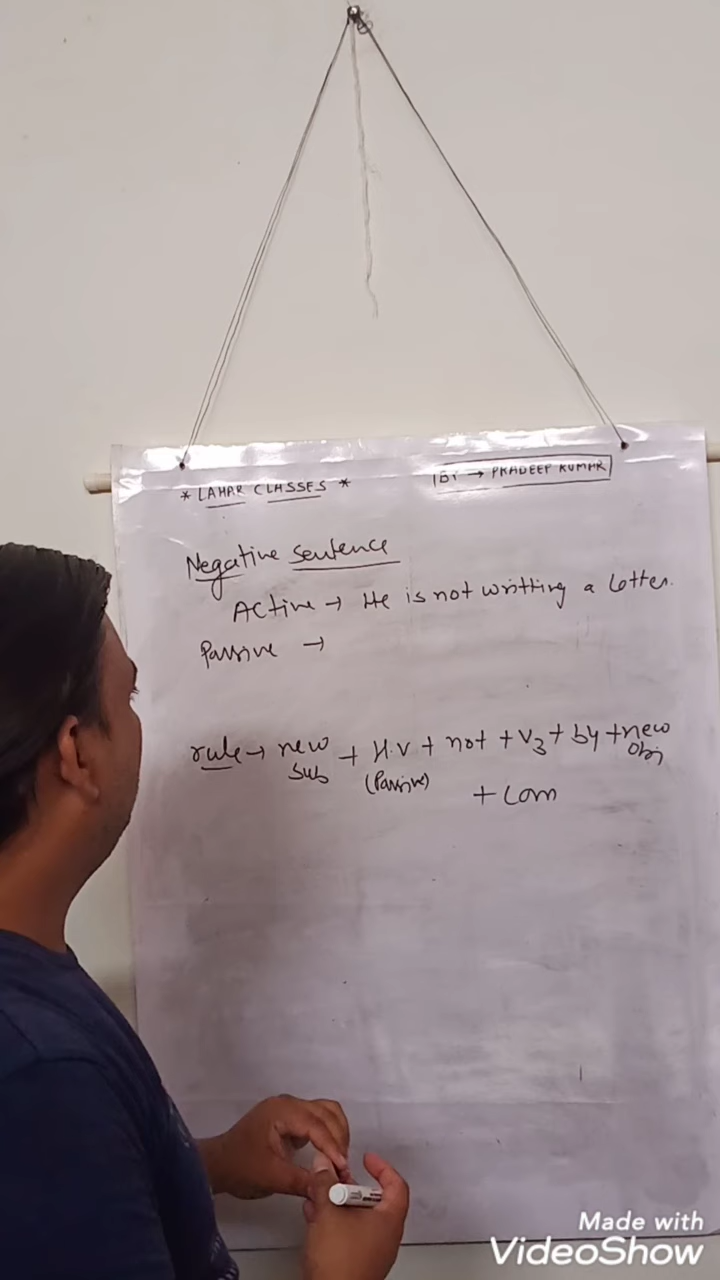 * LAHAR CLASSES *
BY → PRADEEP KUMAR
Negative Sentence
Active → He is not writting a letter.
Passive →
rule → new + H.V + not + V3 + by + new
Sub (Passive) Obj
+ Com
Made with
VideoShow